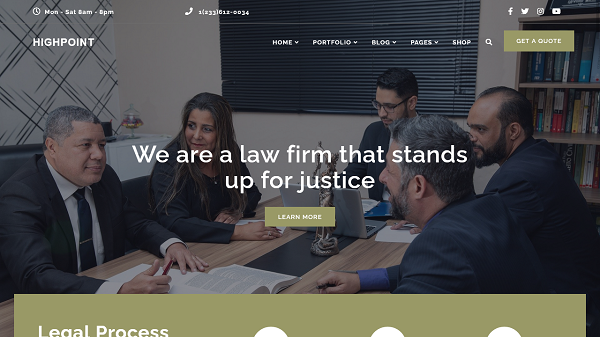 Mon - Sat 8am - 8pm
1(233)612-0034
HIGHPOINT
HOME
PORTFOLIO
BLOG
PAGES
SHOP
GET A QUOTE
We are a law firm that stands
up for justice
LEARN MORE
Legal Process